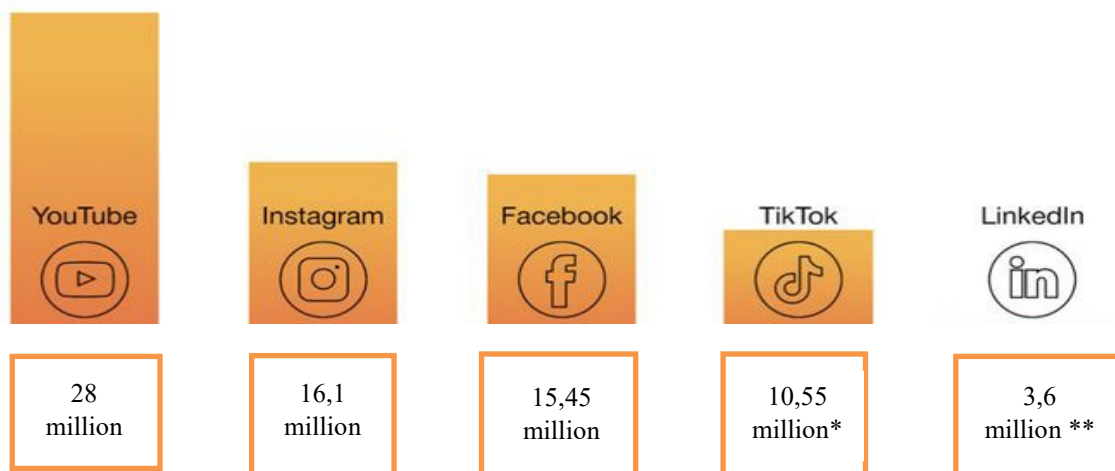 YouTube
Instagram
Facebook
TikTok
LinkedIn
28
million
16,1
million
15,45
million
10,55
million*
3,6
million **